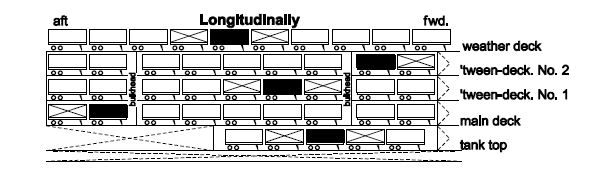 aft Longitudinally fwd.
weather deck
'tween-deck. No. 2
bulkhead bulkhead
'tween-deck. No. 1
main deck
tank top